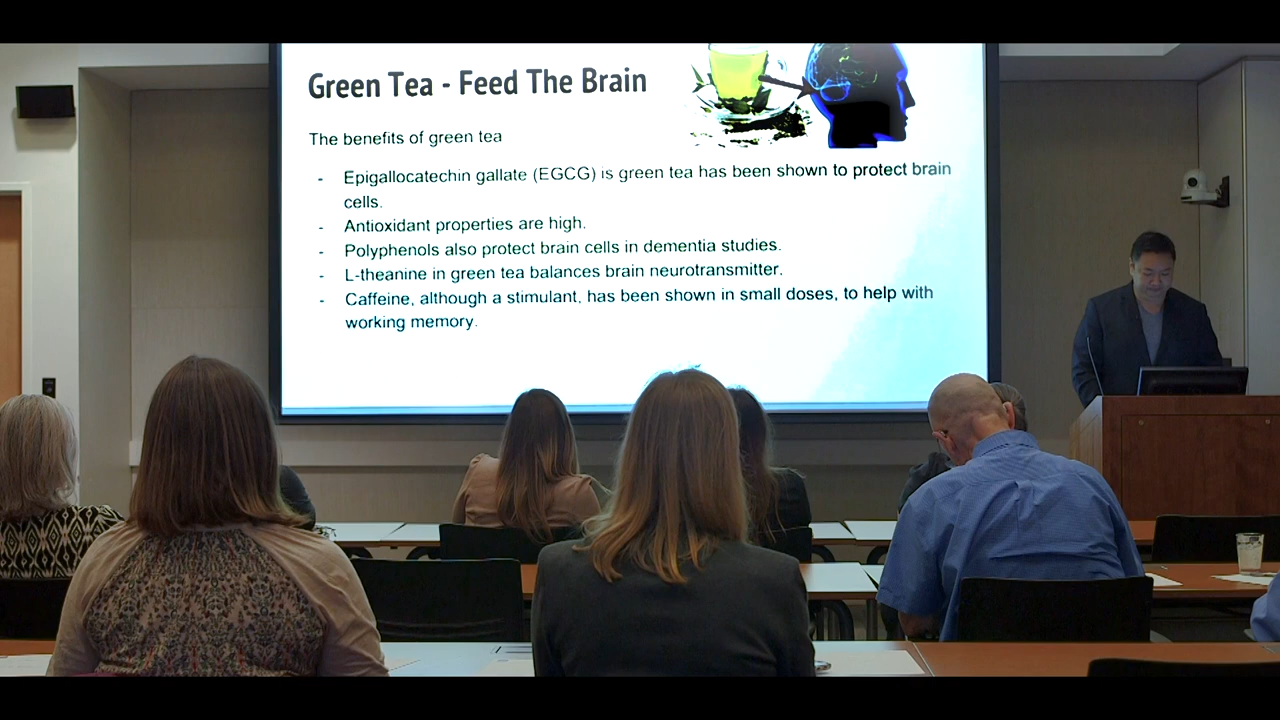 Green Tea - Feed The Brain
The benefits of green tea
- Epigallocatechin gallate (EGCG) is green tea has been shown to protect brain
cells.
- Antioxidant properties are high.
- Polyphenols also protect brain cells in dementia studies.
- L-theanine in green tea balances brain neurotransmitter.
- Caffeine, although a stimulant, has been shown in small doses, to help with
working memory.